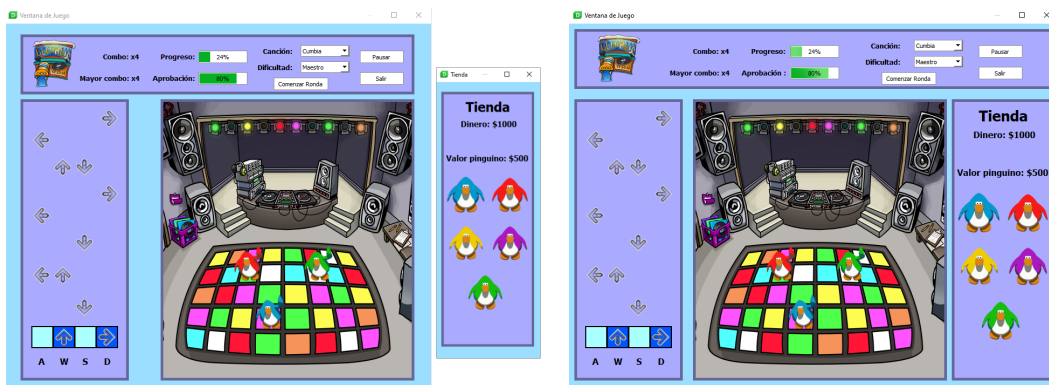 Ventana de Juego
Combo: x4
Mayor combo: x4
Progreso: 24%
Aprobación: 80%
Canción: Cumbia
Dificultad: Maestro
Comenzar Ronda
Pausar
Salir
A W S D
Tienda
Tienda
Dinero: $1000
Valor pinguino: $500
Ventana de Juego
Combo: x4
Mayor combo: x4
Progreso: 24%
Aprobación : 80%
Canción: Cumbia
Dificultad: Maestro
Comenzar Ronda
Pausar
Salir
A W S D
Tienda
Dinero: $1000
Valor pinguino: $500